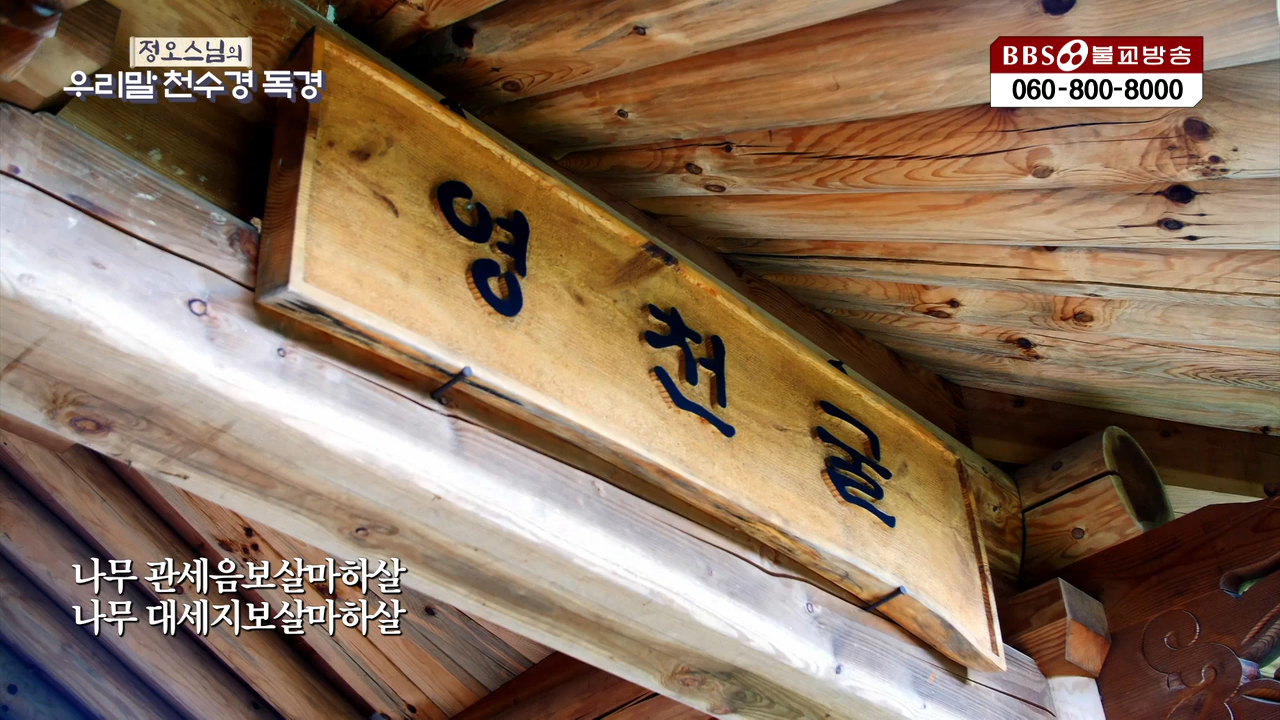 정오스님의
우리말 천수경 독경
BBS 불교방송
060-800-8000
영천굴
나무 관세음보살마하살
나무 대세지보살마하살